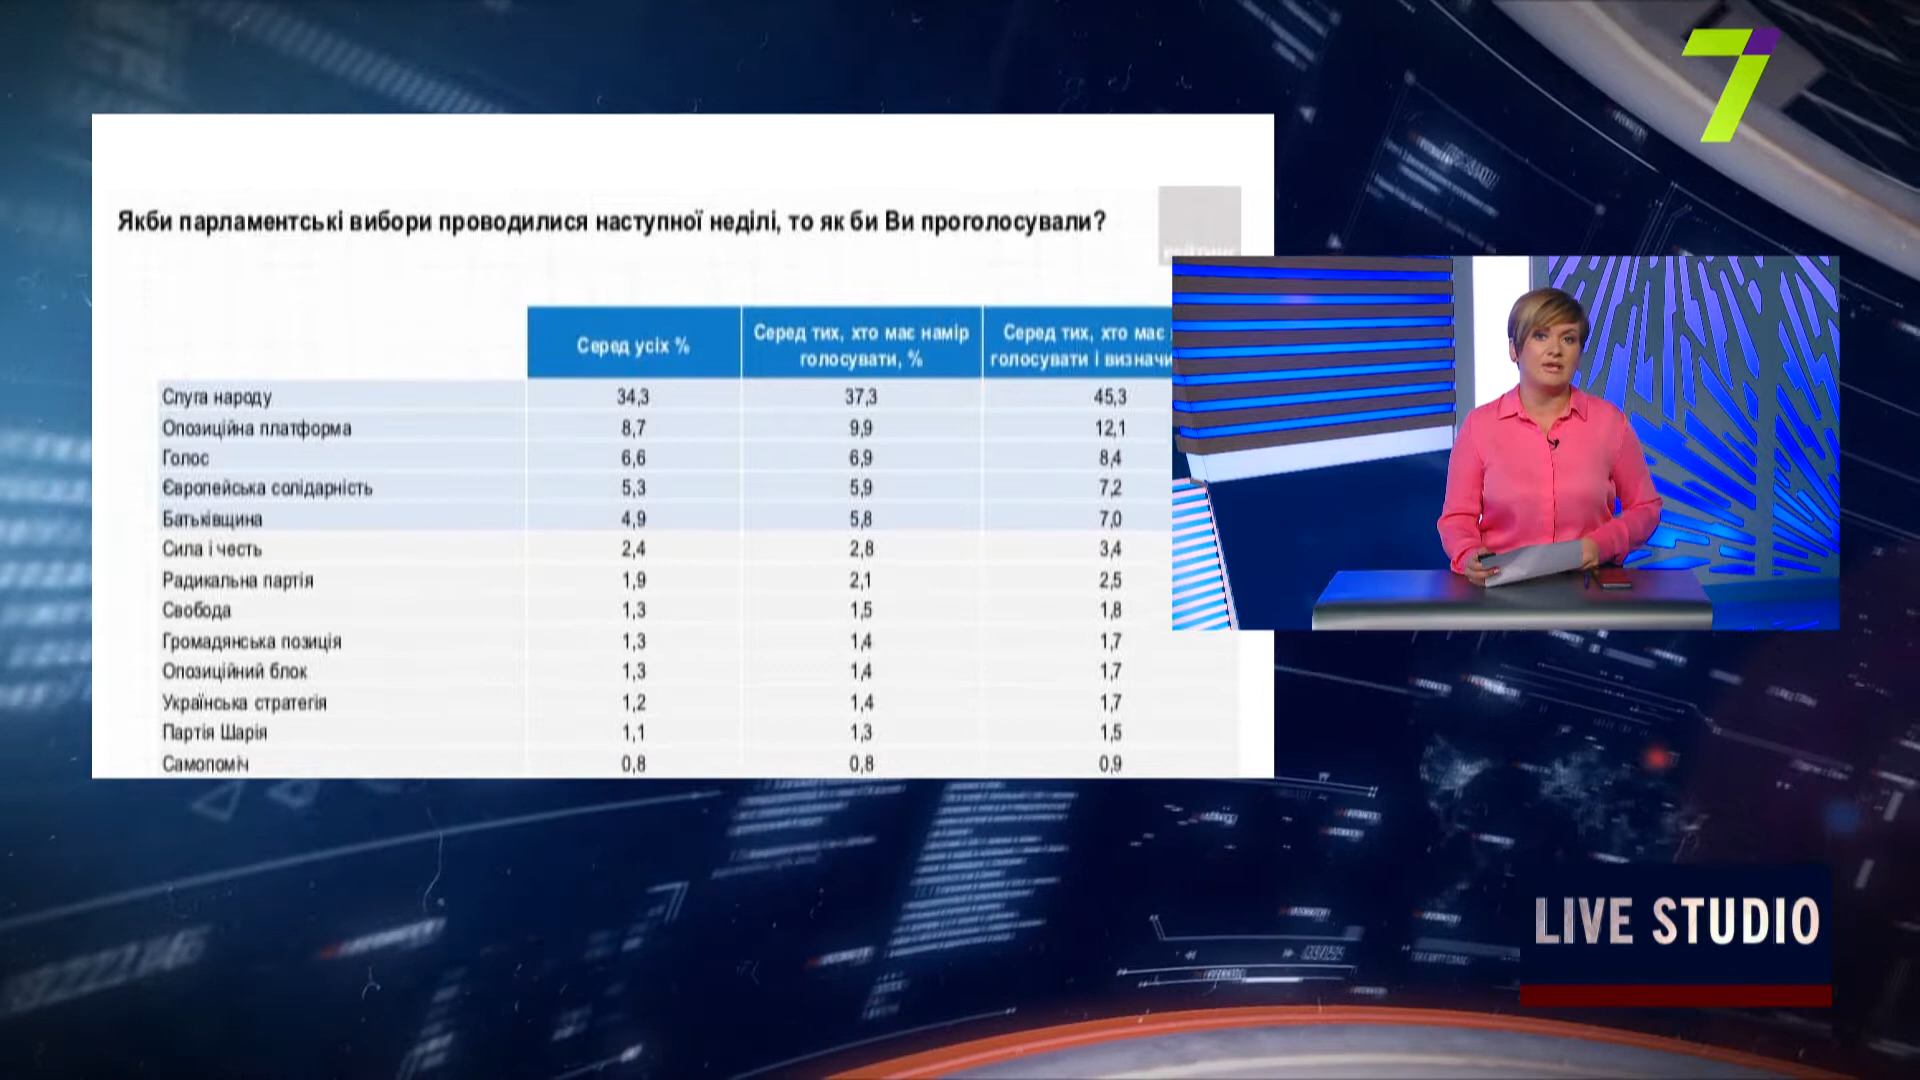 7
Якби парламентські вибори проводилися наступної неділі, то як би Ви проголосували?
Серед усіх %
Серед тих, хто має намір голосувати, %
Серед тих, хто має
голосувати і
Слуга народу 34,3 37,3 45,3
Опозиційна платформа 8,7 9,9 12,1
Голос 6,6 6,9 8,4
Європейська солідарність 5,3 5,9 7,2
Батьківщина 4,9 5,8 7,0
Сила і честь 2,4 2,8 3,4
Радикальна партія 1,9 2,1 2,5
Свобода 1,3 1,5 1,8
Громадянська позиція 1,3 1,4 1,7
Опозиційний блок 1,3 1,4 1,7
Українська стратегія 1,2 1,4 1,7
Партія Шарія 1,1 1,3 1,5
Самопоміч 0,8 0,8 0,9
LIVE STUDIO